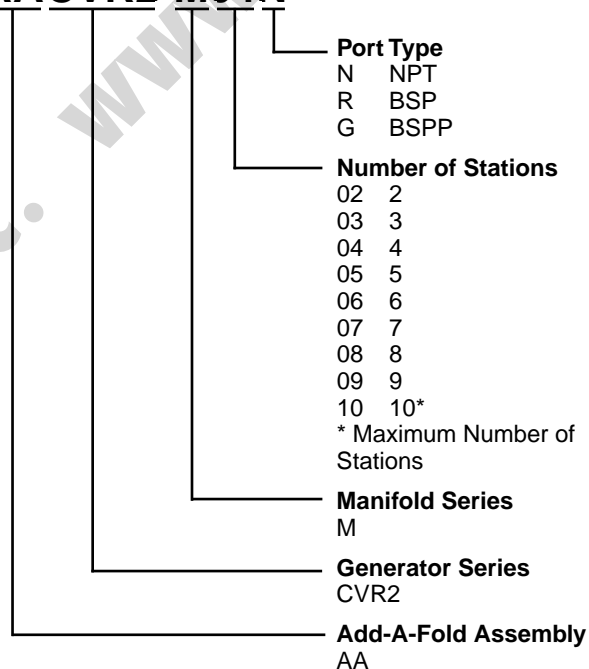 Port Type
N NPT
R BSP
G BSPP
Number of Stations
02 2
03 3
04 4
05 5
06 6
07 7
08 8
09 9
10 10*
* Maximum Number of
Stations
Manifold Series
M
Generator Series
CVR2
Add-A-Fold Assembly
AA